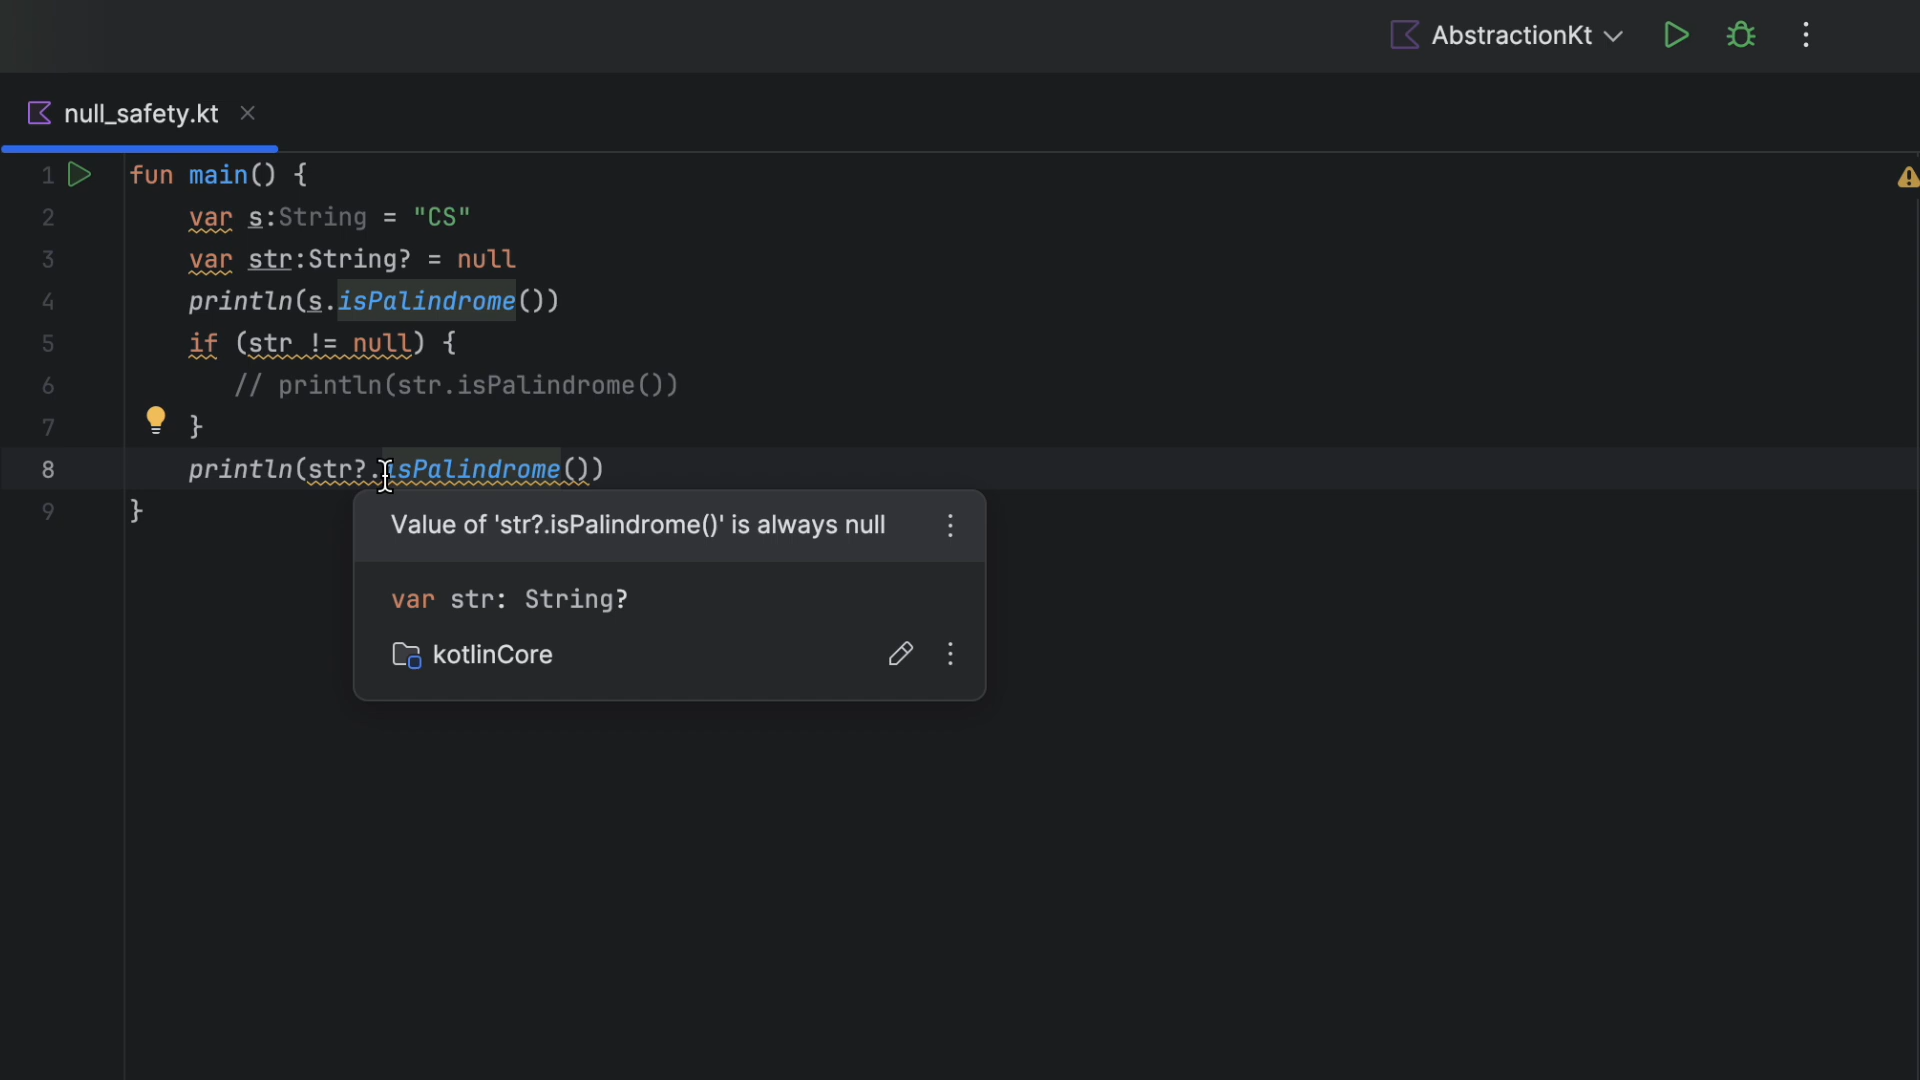 AbstractionKt
null_safety.kt
1 fun main() {
2 var s:String = "CS"
3 var str:String? = null
4 println(s.isPalindrome())
5 if (str != null) {
6 // println(str.isPalindrome())
7 }
8 println(str?.isPalindrome())
9 }
Value of 'str?.isPalindrome()' is always null
var str: String?
kotlinCore